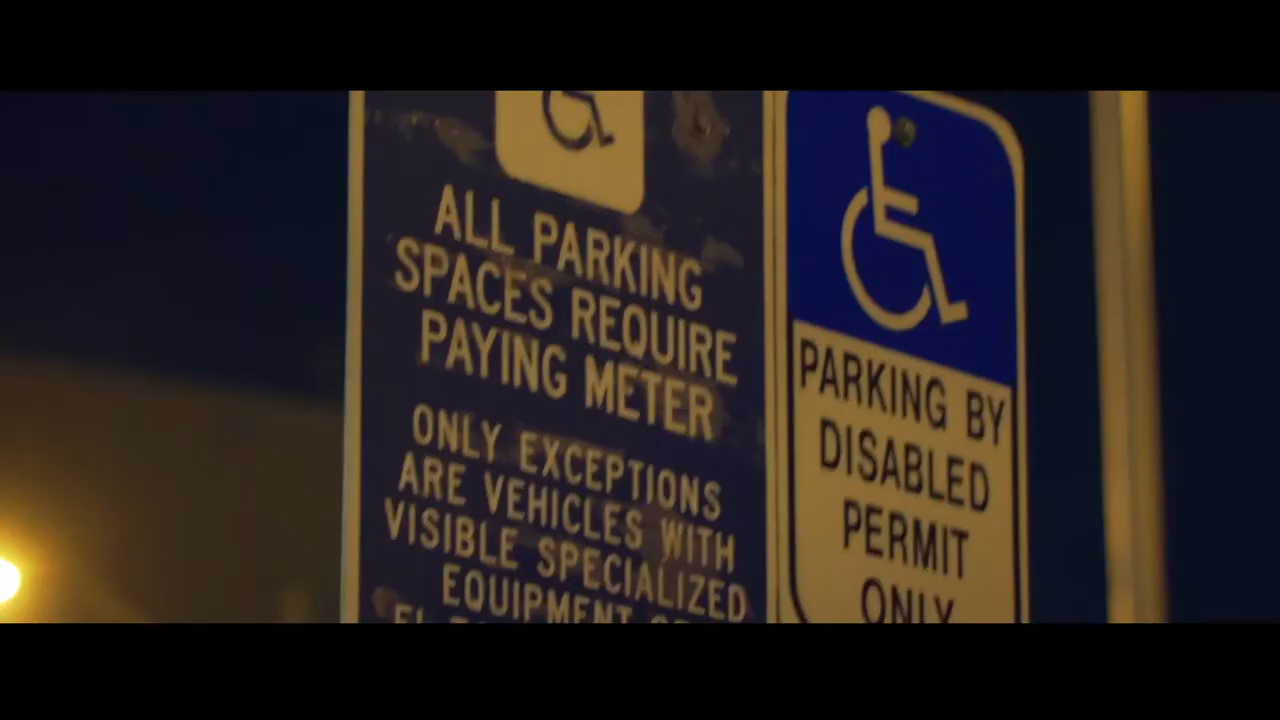 ALL PARKING
SPACES REQUIRE
PAYING METER
ONLY EXCEPTIONS
ARE VEHICLES WITH
VISIBLE SPECIALIZED
EQUIPMENT
PARKING BY
DISABLED
PERMIT
ONLY